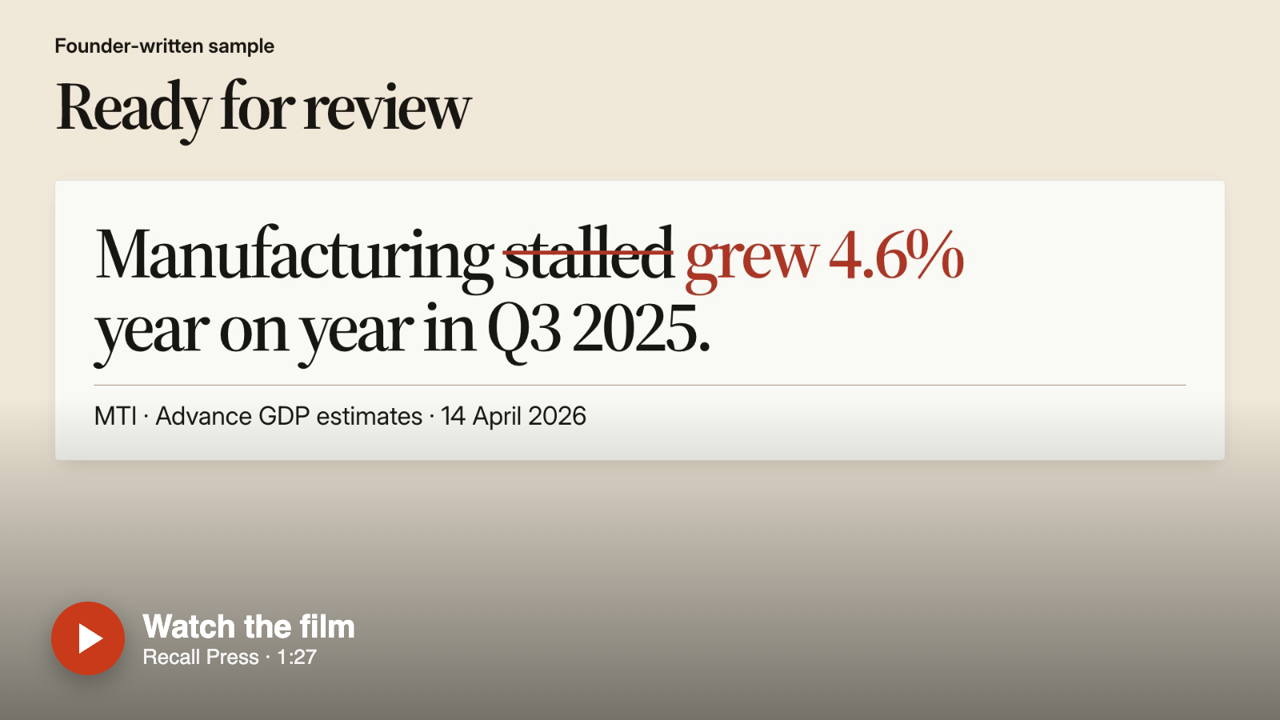 Founder-written sample
Ready for review
Manufacturing stalled grew 4.6%
year on year in Q3 2025.
MTI · Advance GDP estimates · 14 April 2026
Watch the film
Recall Press · 1:27